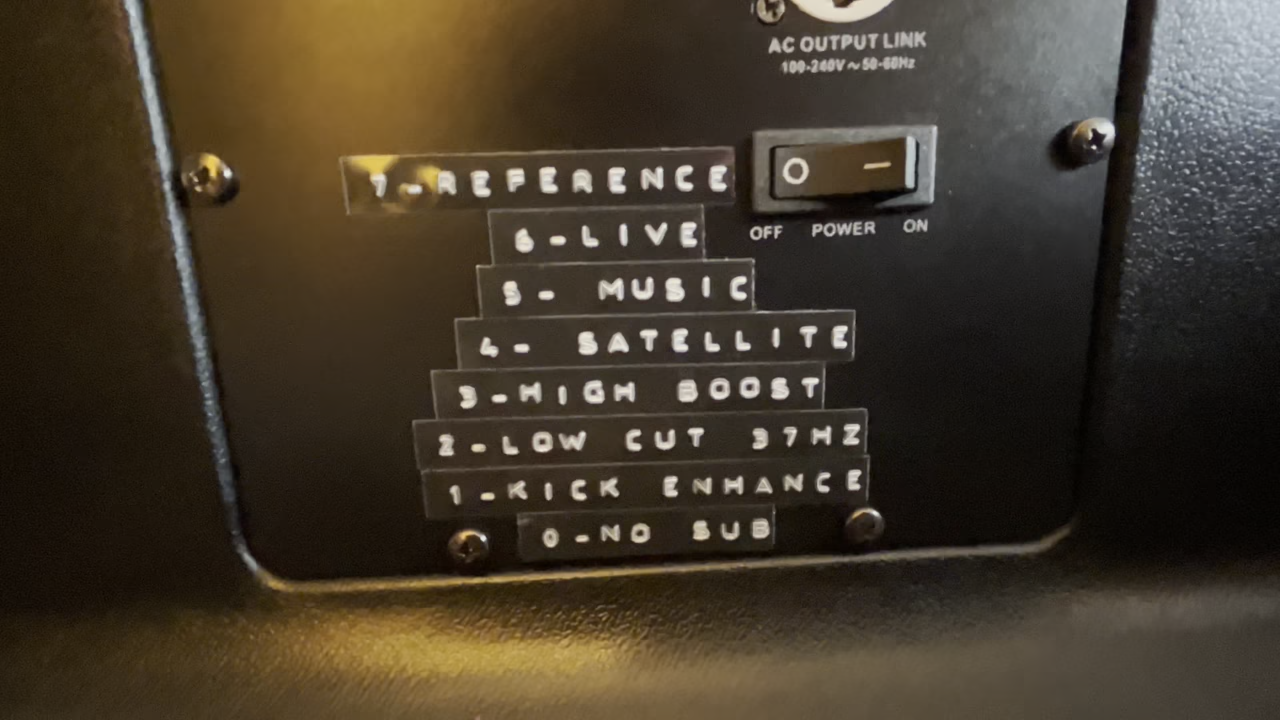 AC OUTPUT LINK
100-240V ~ 50-60Hz
OFF POWER ON
7-REFERENCE
6-LIVE
5- MUSIC
4- SATELLITE
3-HIGH BOOST
2-LOW CUT 37HZ
1-KICK ENHANCE
0-NO SUB